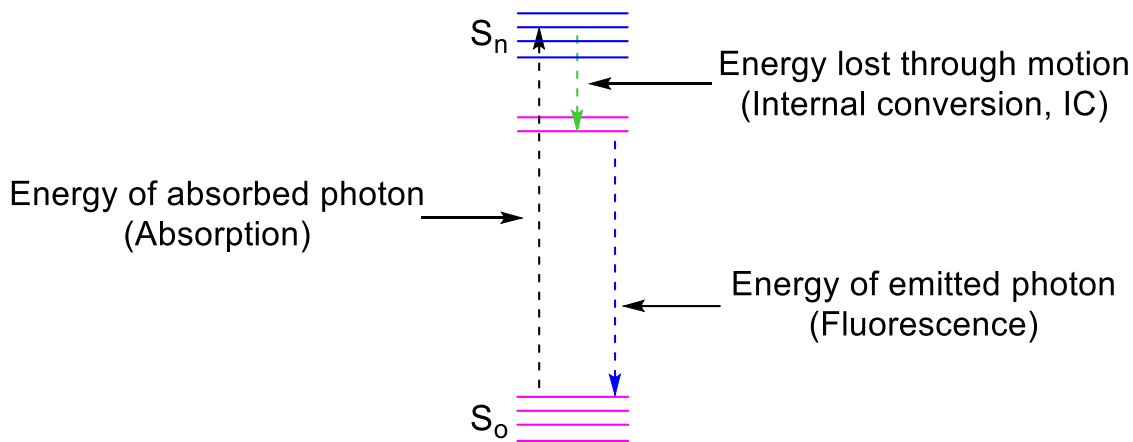 Sn
Energy lost through motion
(Internal conversion, IC)
Energy of absorbed photon
(Absorption)
Energy of emitted photon
(Fluorescence)
So